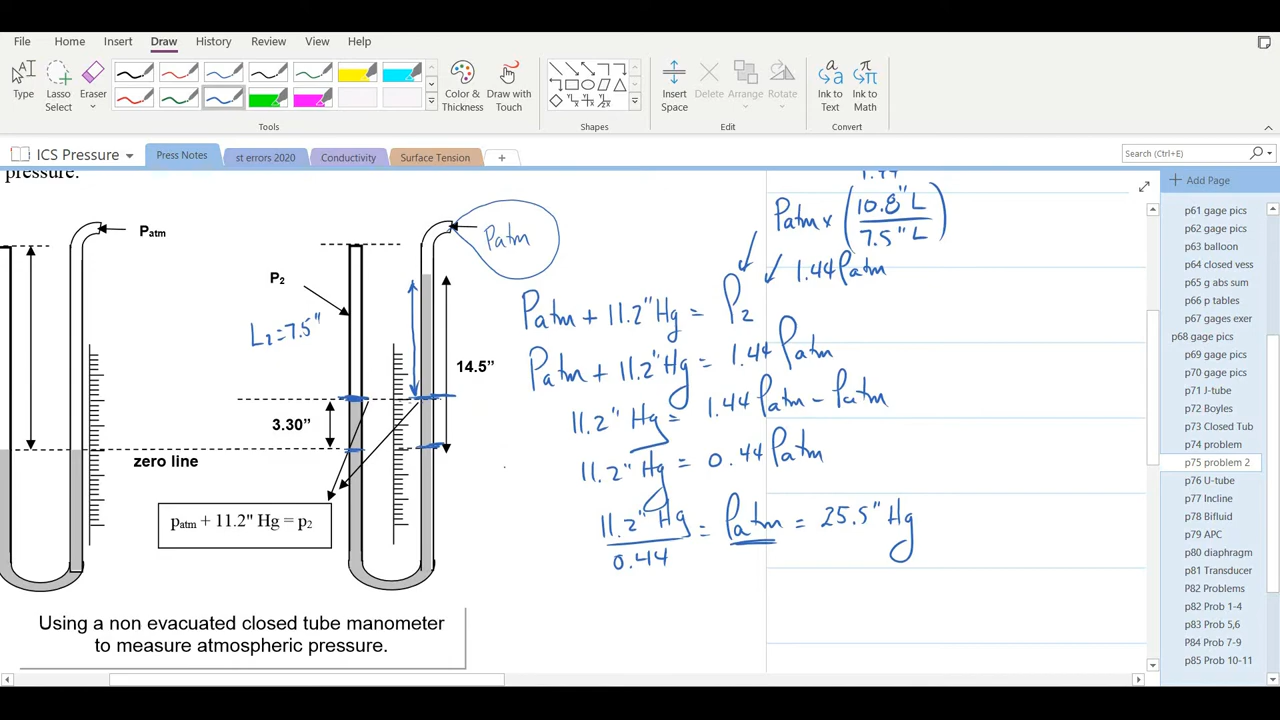 File Home Insert Draw History Review View Help
Type
Lasso Select
Eraser
Color & Thickness
Draw with Touch
Insert Space
Delete
Arrange
Rotate
Ink to Text
Ink to Math
Tools
Shapes
Edit
Convert
ICS Pressure
Press Notes
st errors 2020
Conductivity
Surface Tension
Search (Ctrl+E)
pressure.
Patm
P2
L2=7.5"
Patm
14.5"
3.30"
zero line
patm + 11.2" Hg = p2
Using a non evacuated closed tube manometer
to measure atmospheric pressure.
Patm x (10.8" L / 7.5" L)
1.44 Patm
Patm + 11.2" Hg = P2
Patm + 11.2" Hg = 1.44 Patm
11.2" Hg = 1.44 Patm - Patm
11.2" Hg = 0.44 Patm
11.2" Hg / 0.44 = Patm = 25.5" Hg
Add Page
p61 gage pics
p62 gage pics
p63 balloon
p64 closed vess
p65 g abs sum
p66 p tables
p67 gages exer
p68 gage pics
p69 gage pics
p70 gage pics
p71 J-tube
p72 Boyles
p73 Closed Tub
p74 problem
p75 problem 2
p76 U-tube
p77 Incline
p78 Bifluid
p79 APC
p80 diaphragm
p81 Transducer
P82 Problems
p82 Prob 1-4
p83 Prob 5,6
P84 Prob 7-9
p85 Prob 10-11